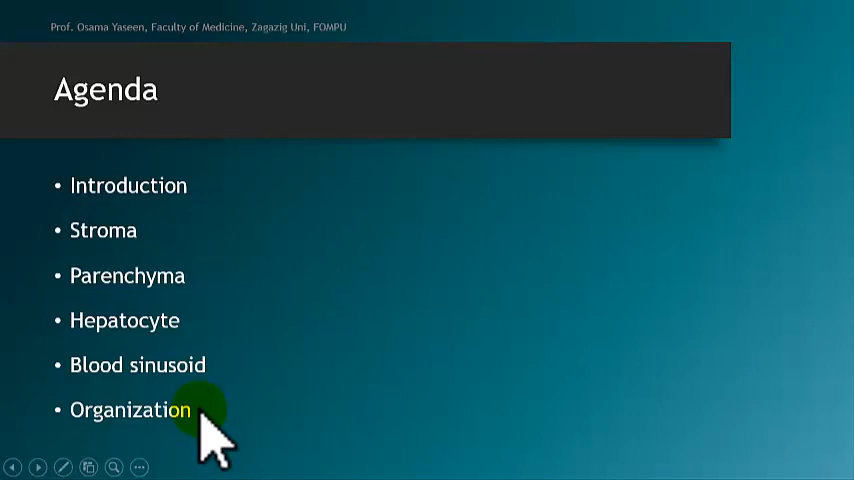 Prof. Osama Yaseen, Faculty of Medicine, Zagazig Uni, FOMPU
Agenda
• Introduction
• Stroma
• Parenchyma
• Hepatocyte
• Blood sinusoid
• Organization